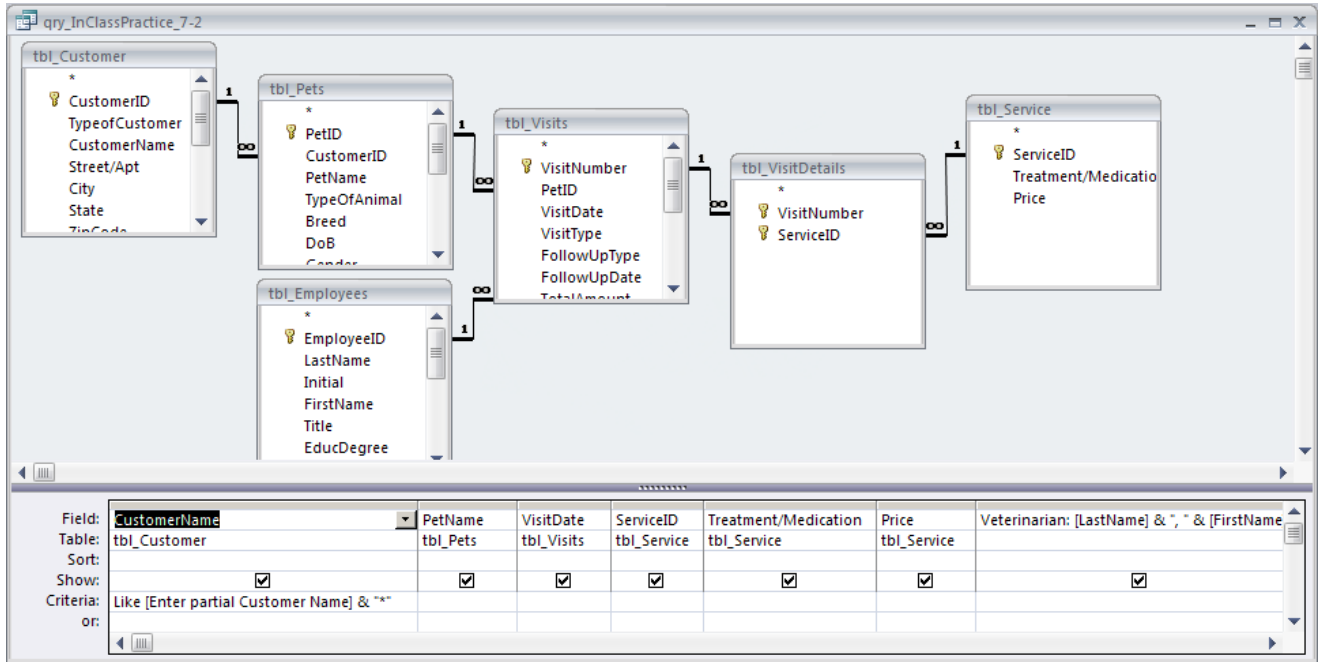 qry_InClassPractice_7-2
tbl_Customer
*
CustomerID
TypeofCustomer
CustomerName
Street/Apt
City
State
ZipCode
1
∞
tbl_Pets
*
PetID
CustomerID
PetName
TypeOfAnimal
Breed
DoB
Gender
1
∞
tbl_Employees
*
EmployeeID
LastName
Initial
FirstName
Title
EducDegree
1
∞
tbl_Visits
*
VisitNumber
PetID
VisitDate
VisitType
FollowUpType
FollowUpDate
TotalAmount
1
∞
tbl_VisitDetails
*
VisitNumber
ServiceID
∞
1
tbl_Service
*
ServiceID
Treatment/Medicatio
Price
Field: CustomerName PetName VisitDate ServiceID Treatment/Medication Price Veterinarian: [LastName] & ", " & [FirstName
Table: tbl_Customer tbl_Pets tbl_Visits tbl_Service tbl_Service tbl_Service
Sort:
Show:
Criteria: Like [Enter partial Customer Name] & "*"
or: